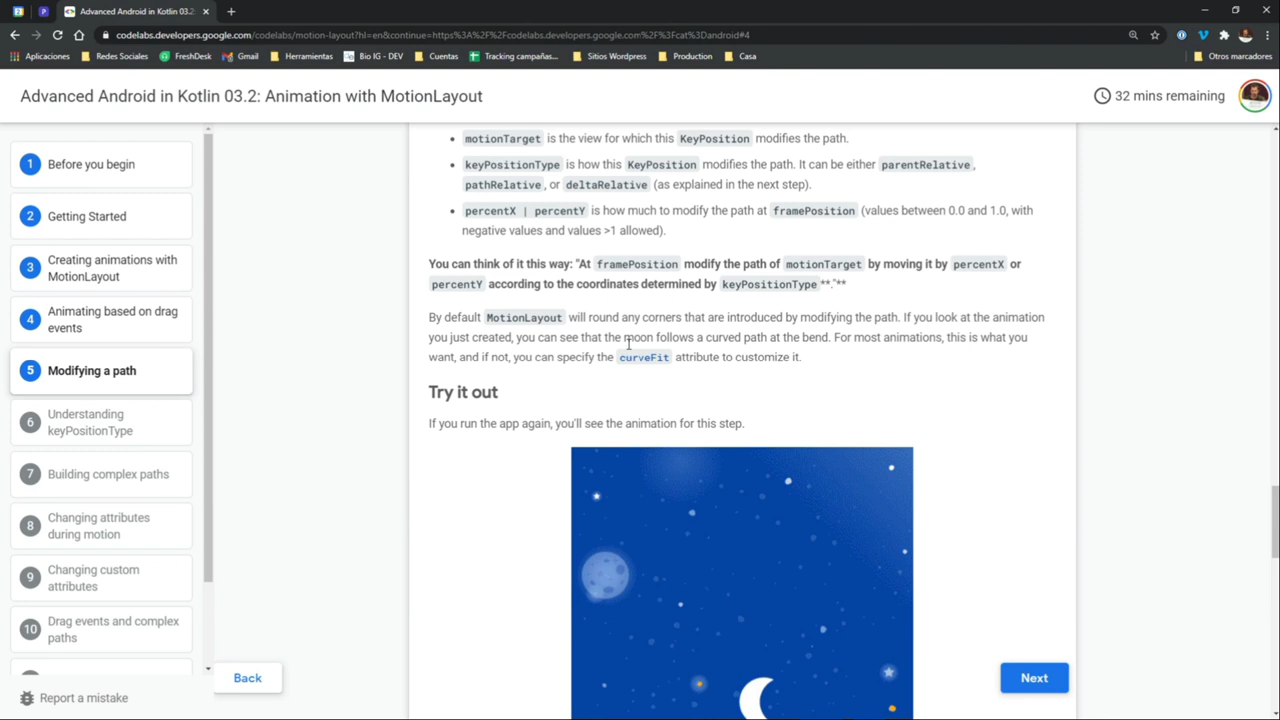 Advanced Android in Kotlin 03.2:
codelabs.developers.google.com/codelabs/motion-layout?hl=en&continue=https%3A%2F%2Fcodelabs.developers.google.com%2F%3Fcat%3Dandroid#4
Aplicaciones Redes Sociales FreshDesk Gmail Herramientas Bio IG - DEV Cuentas Tracking campañas... Sitios Wordpress Production Casa Otros marcadores
Advanced Android in Kotlin 03.2: Animation with MotionLayout
32 mins remaining
1 Before you begin
2 Getting Started
3 Creating animations with
MotionLayout
4 Animating based on drag
events
5 Modifying a path
6 Understanding
keyPositionType
7 Building complex paths
8 Changing attributes
during motion
9 Changing custom
attributes
10 Drag events and complex
paths
Report a mistake
• motionTarget is the view for which this KeyPosition modifies the path.
• keyPositionType is how this KeyPosition modifies the path. It can be either parentRelative,
pathRelative, or deltaRelative (as explained in the next step).
• percentX | percentY is how much to modify the path at framePosition (values between 0.0 and 1.0, with
negative values and values >1 allowed).
You can think of it this way: "At framePosition modify the path of motionTarget by moving it by percentX or
percentY according to the coordinates determined by keyPositionType**."**
By default MotionLayout will round any corners that are introduced by modifying the path. If you look at the animation
you just created, you can see that the moon follows a curved path at the bend. For most animations, this is what you
want, and if not, you can specify the curveFit attribute to customize it.
Try it out
If you run the app again, you'll see the animation for this step.
Back
Next